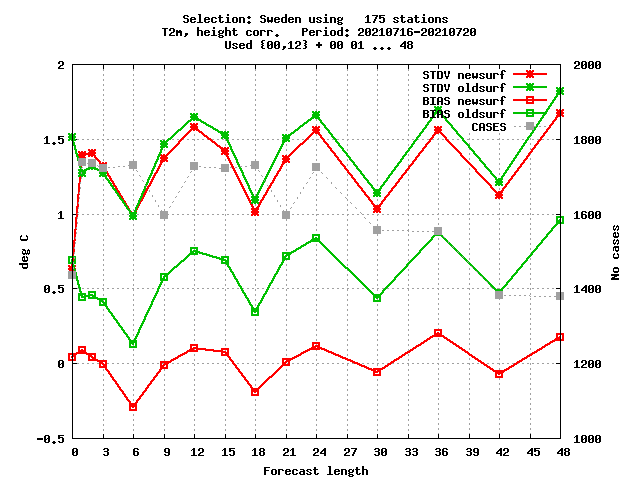 Selection: Sweden using   175 stations
T2m, height corr.   Period: 20210716-20210720
Used {00,12} + 00 01 ... 48
STDV newsurf
STDV oldsurf
BIAS newsurf
BIAS oldsurf
CASES
2
1.5
1
0.5
0
-0.5
deg C
2000
1800
1600
1400
1200
1000
No cases
0 3 6 9 12 15 18 21 24 27 30 33 36 39 42 45 48
Forecast length